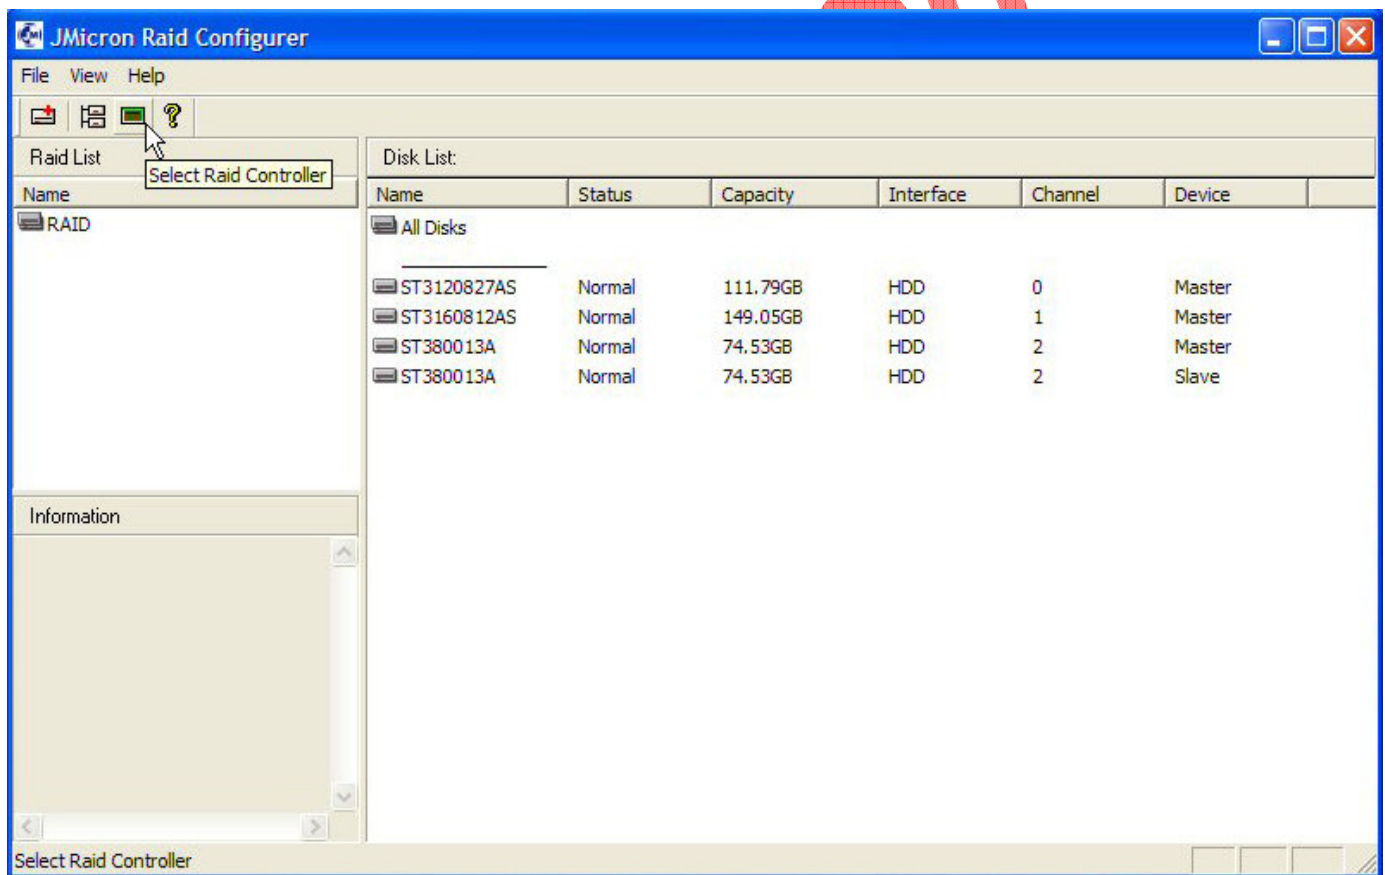 JMicron Raid Configurer
File View Help
Raid List
Select Raid Controller
Name
RAID
Disk List:
Name Status Capacity Interface Channel Device
All Disks
ST3120827AS Normal 111.79GB HDD 0 Master
ST3160812AS Normal 149.05GB HDD 1 Master
ST380013A Normal 74.53GB HDD 2 Master
ST380013A Normal 74.53GB HDD 2 Slave
Information
Select Raid Controller